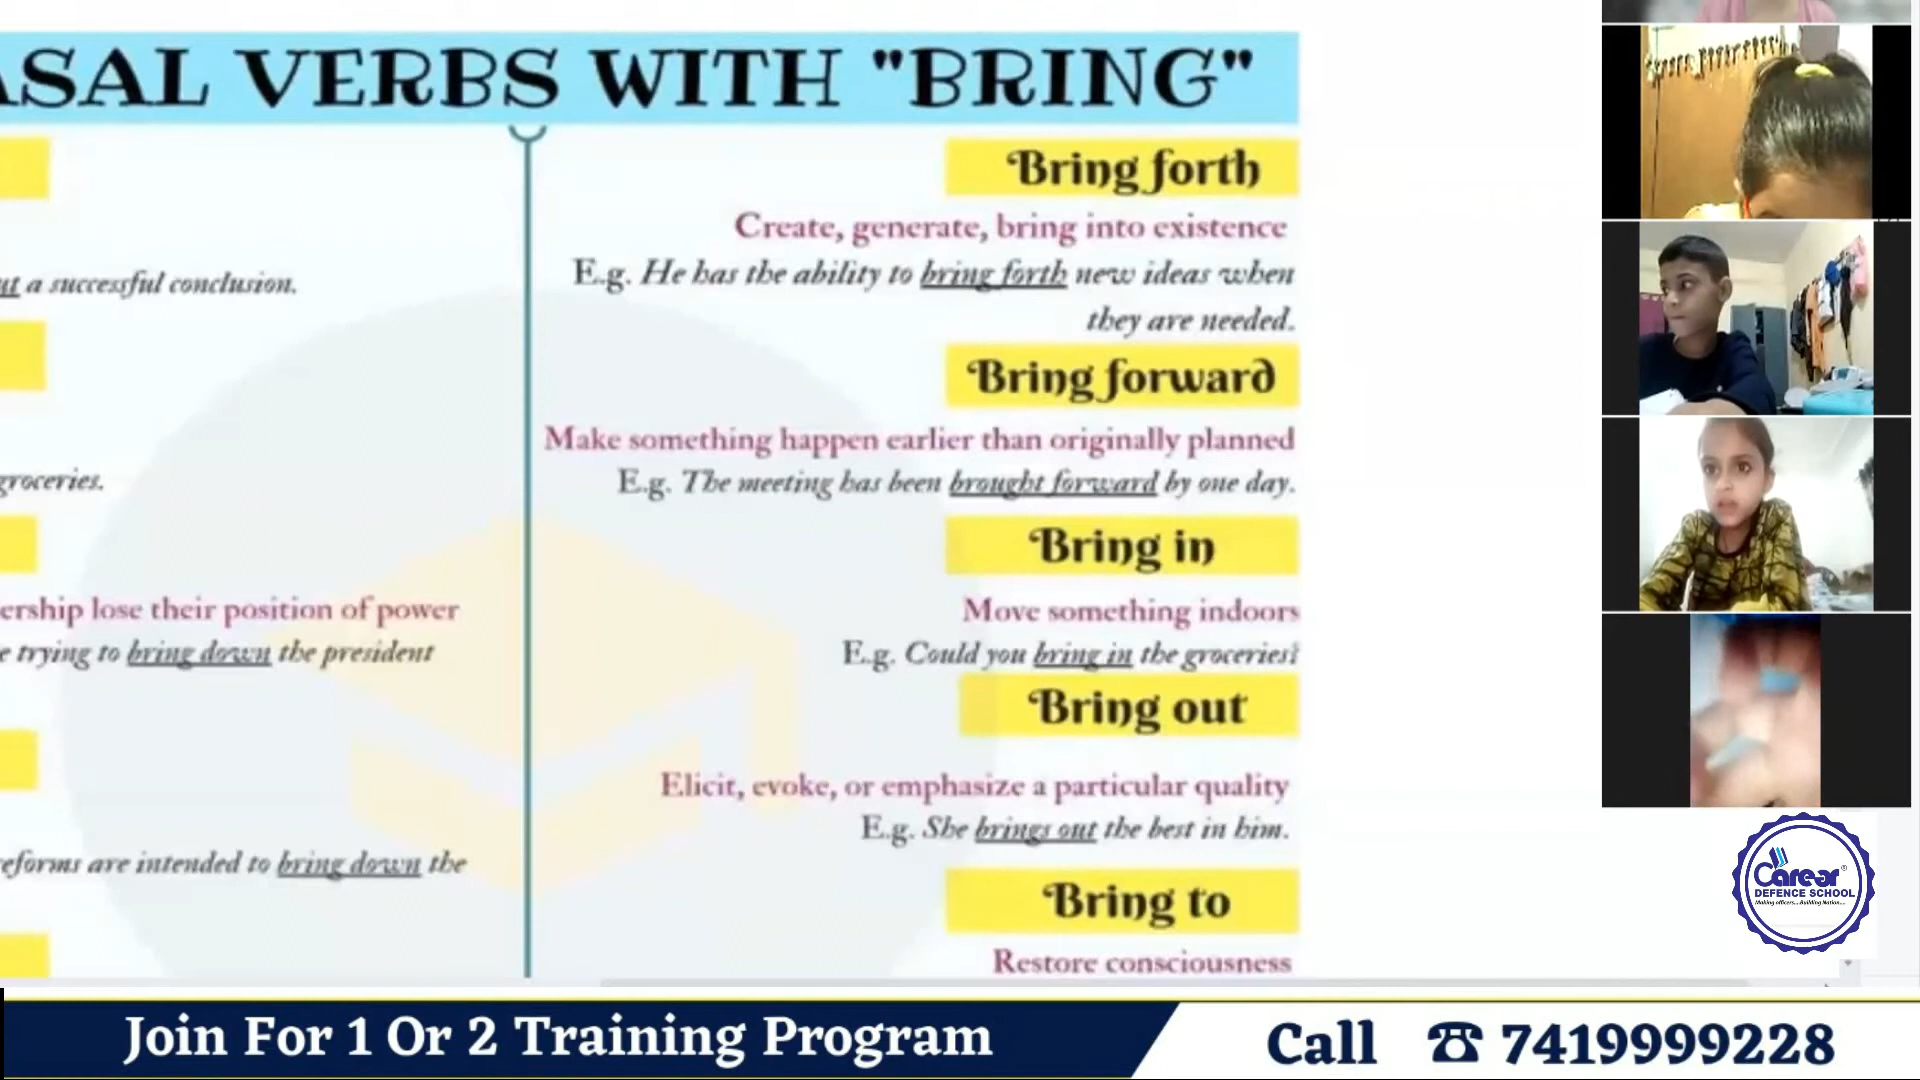 ASAL VERBS WITH "BRING"
a successful conclusion.
groceries.
ership lose their position of power
e trying to bring down the president
eforms are intended to bring down the
Bring forth
Create, generate, bring into existence
E.g. He has the ability to bring forth new ideas when
they are needed.
Bring forward
Make something happen earlier than originally planned
E.g. The meeting has been brought forward by one day.
Bring in
Move something indoors
E.g. Could you bring in the groceries?
Bring out
Elicit, evoke, or emphasize a particular quality
E.g. She brings out the best in him.
Bring to
Restore consciousness
Career
DEFENCE SCHOOL
Making officers...Building Nation...
Join For 1 Or 2 Training Program
Call ☎ 7419999228